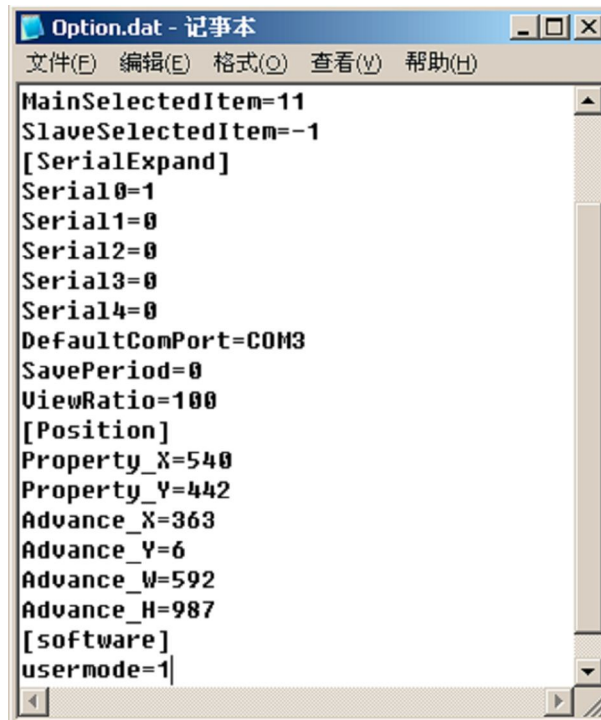 Option.dat - 记事本
文件(F) 编辑(E) 格式(O) 查看(V) 帮助(H)
MainSelectedItem=11
SlaveSelectedItem=-1
[SerialExpand]
Serial0=1
Serial1=0
Serial2=0
Serial3=0
Serial4=0
DefaultComPort=COM3
SavePeriod=0
ViewRatio=100
[Position]
Property_X=540
Property_Y=442
Advance_X=363
Advance_Y=6
Advance_W=592
Advance_H=987
[software]
usermode=1